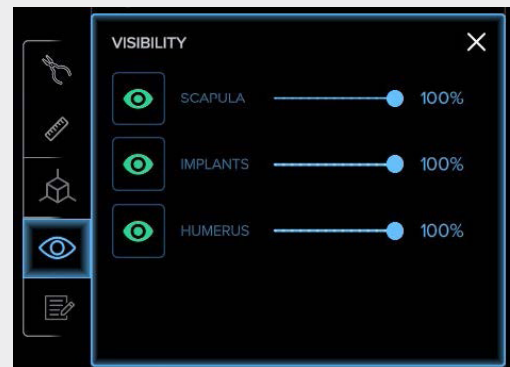 VISIBILITY
SCAPULA 100%
IMPLANTS 100%
HUMERUS 100%